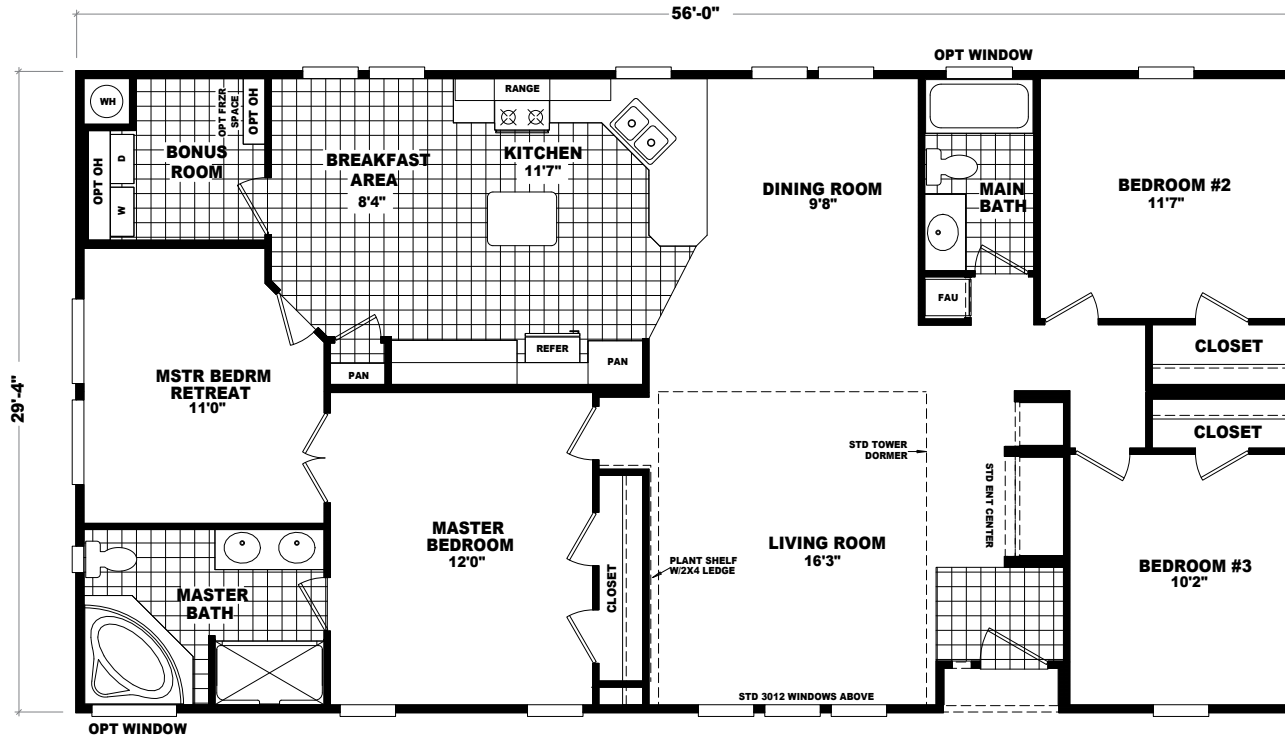 56'-0"
OPT WINDOW
WH
OPT FRZR
SPACE
OPT OH
RANGE
OPT OH
D
W
BONUS
ROOM
BREAKFAST
AREA
8'4"
KITCHEN
11'7"
DINING ROOM
9'8"
MAIN
BATH
BEDROOM #2
11'7"
FAU
29'-4"
MSTR BEDRM
RETREAT
11'0"
PAN
REFER
PAN
CLOSET
CLOSET
STD TOWER
DORMER
STD ENT CENTER
MASTER
BEDROOM
12'0"
CLOSET
PLANT SHELF
W/2X4 LEDGE
LIVING ROOM
16'3"
BEDROOM #3
10'2"
MASTER
BATH
STD 3012 WINDOWS ABOVE
OPT WINDOW